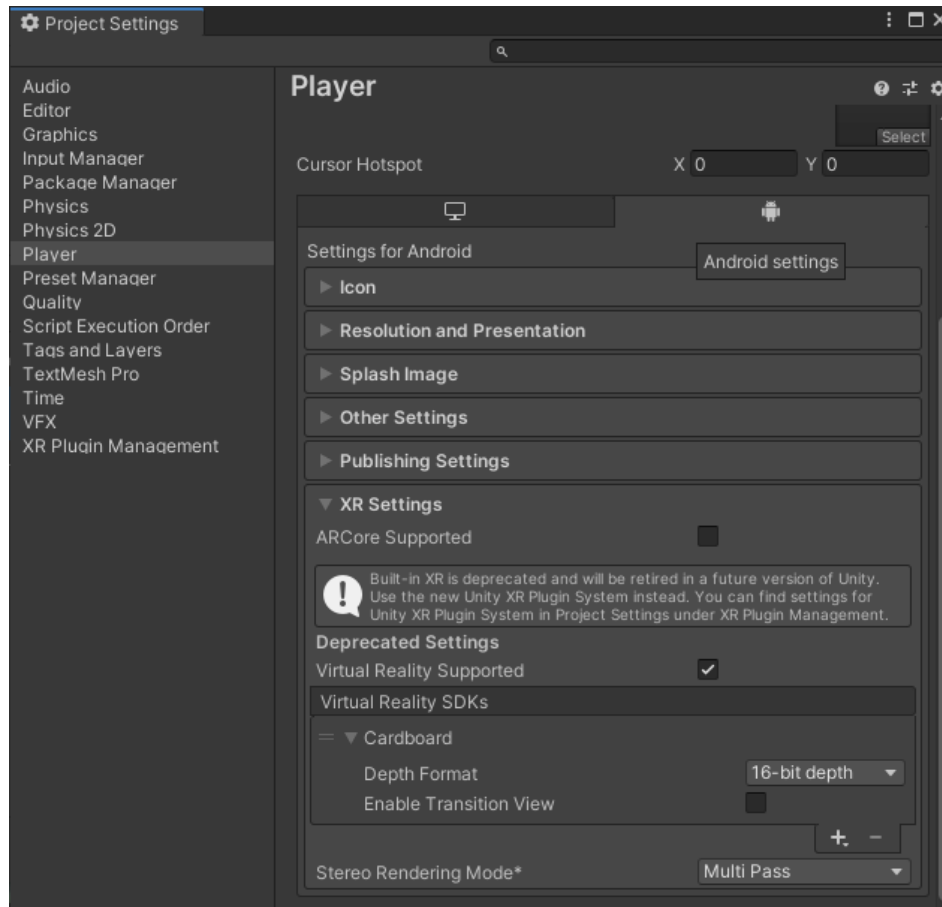 Project Settings
Audio
Editor
Graphics
Input Manager
Package Manager
Physics
Physics 2D
Player
Preset Manager
Quality
Script Execution Order
Tags and Layers
TextMesh Pro
Time
VFX
XR Plugin Management
Player
Select
Cursor Hotspot X 0 Y 0
Settings for Android
Android settings
Icon
Resolution and Presentation
Splash Image
Other Settings
Publishing Settings
XR Settings
ARCore Supported
Built-in XR is deprecated and will be retired in a future version of Unity.
Use the new Unity XR Plugin System instead. You can find settings for
Unity XR Plugin System in Project Settings under XR Plugin Management.
Deprecated Settings
Virtual Reality Supported
Virtual Reality SDKs
Cardboard
Depth Format 16-bit depth
Enable Transition View
Stereo Rendering Mode* Multi Pass